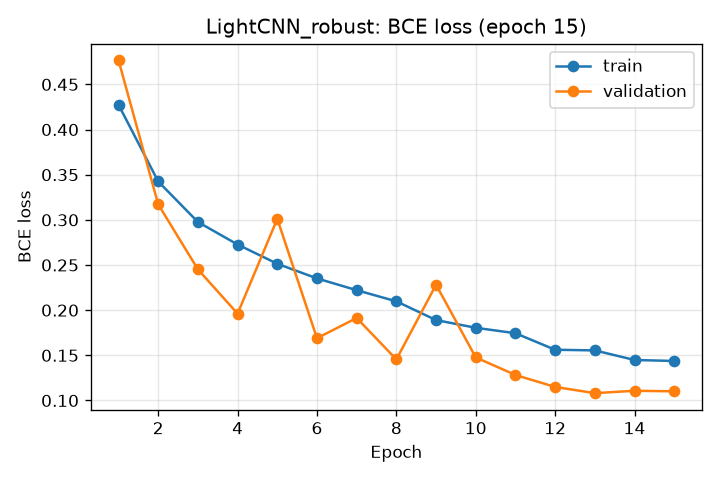 LightCNN_robust: BCE loss (epoch 15)
train
validation
BCE loss
0.45
0.40
0.35
0.30
0.25
0.20
0.15
0.10
2 4 6 8 10 12 14
Epoch